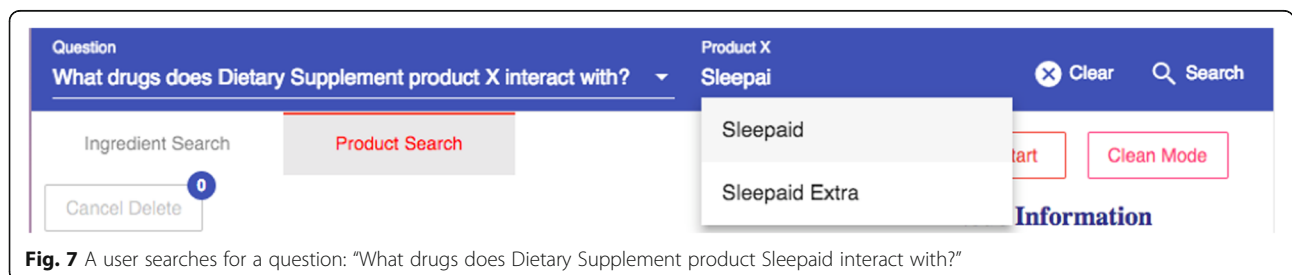 Question
What drugs does Dietary Supplement product X interact with?
Product X
Sleepai
Clear
Search
Ingredient Search
Product Search
Sleepaid
Sleepaid Extra
Clean Mode
0
Cancel Delete
Information
Fig. 7 A user searches for a question: “What drugs does Dietary Supplement product Sleepaid interact with?”